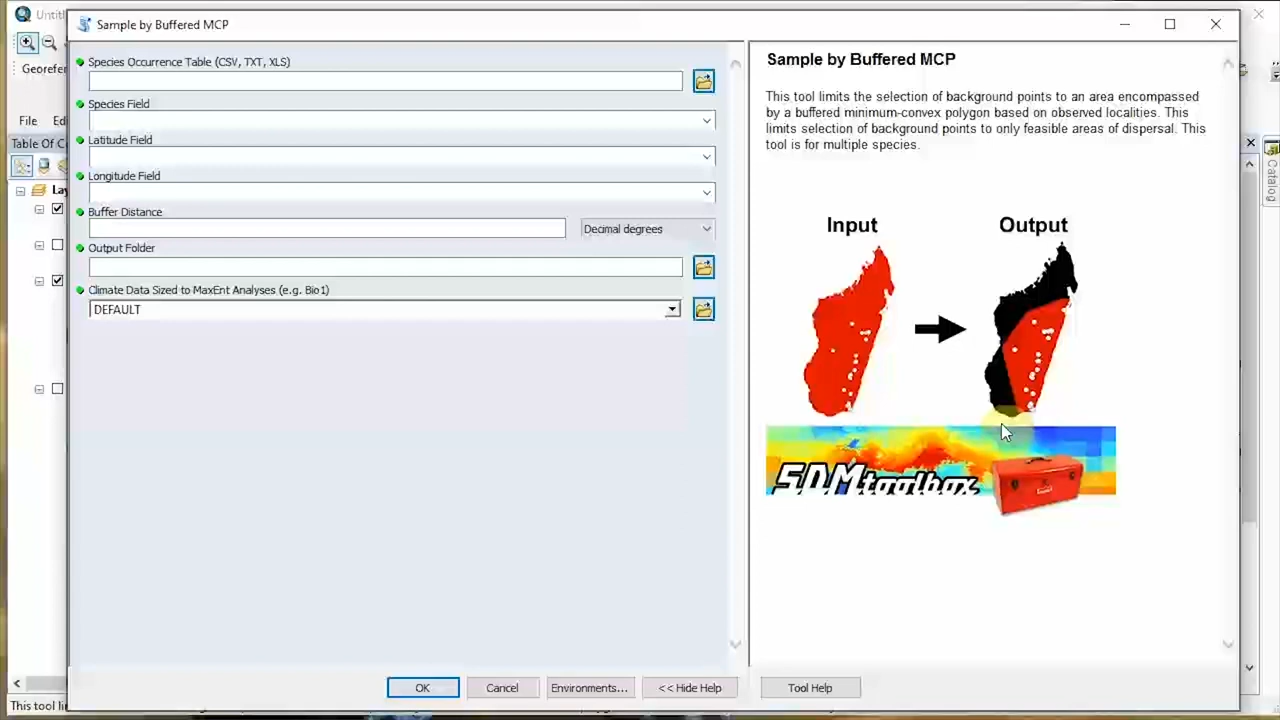 Untit
Sample by Buffered MCP
Georefer
File
Ed
Table Of C
Lay
Species Occurrence Table (CSV, TXT, XLS)
Species Field
Latitude Field
Longitude Field
Buffer Distance
Decimal degrees
Output Folder
Climate Data Sized to MaxEnt Analyses (e.g. Bio1)
DEFAULT
OK
Cancel
Environments...
<< Hide Help
Tool Help
Sample by Buffered MCP
This tool limits the selection of background points to an area encompassed
by a buffered minimum-convex polygon based on observed localities. This
limits selection of background points to only feasible areas of dispersal. This
tool is for multiple species.
Input
Output
SDMtoolbox
Catalog
This tool lim